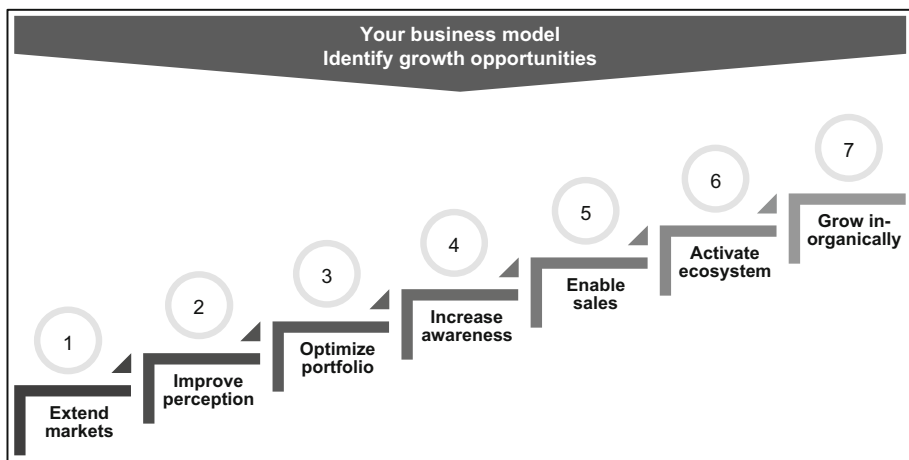 Your business model
Identify growth opportunities
1
Extend
markets
2
Improve
perception
3
Optimize
portfolio
4
Increase
awareness
5
Enable
sales
6
Activate
ecosystem
7
Grow in-
organically